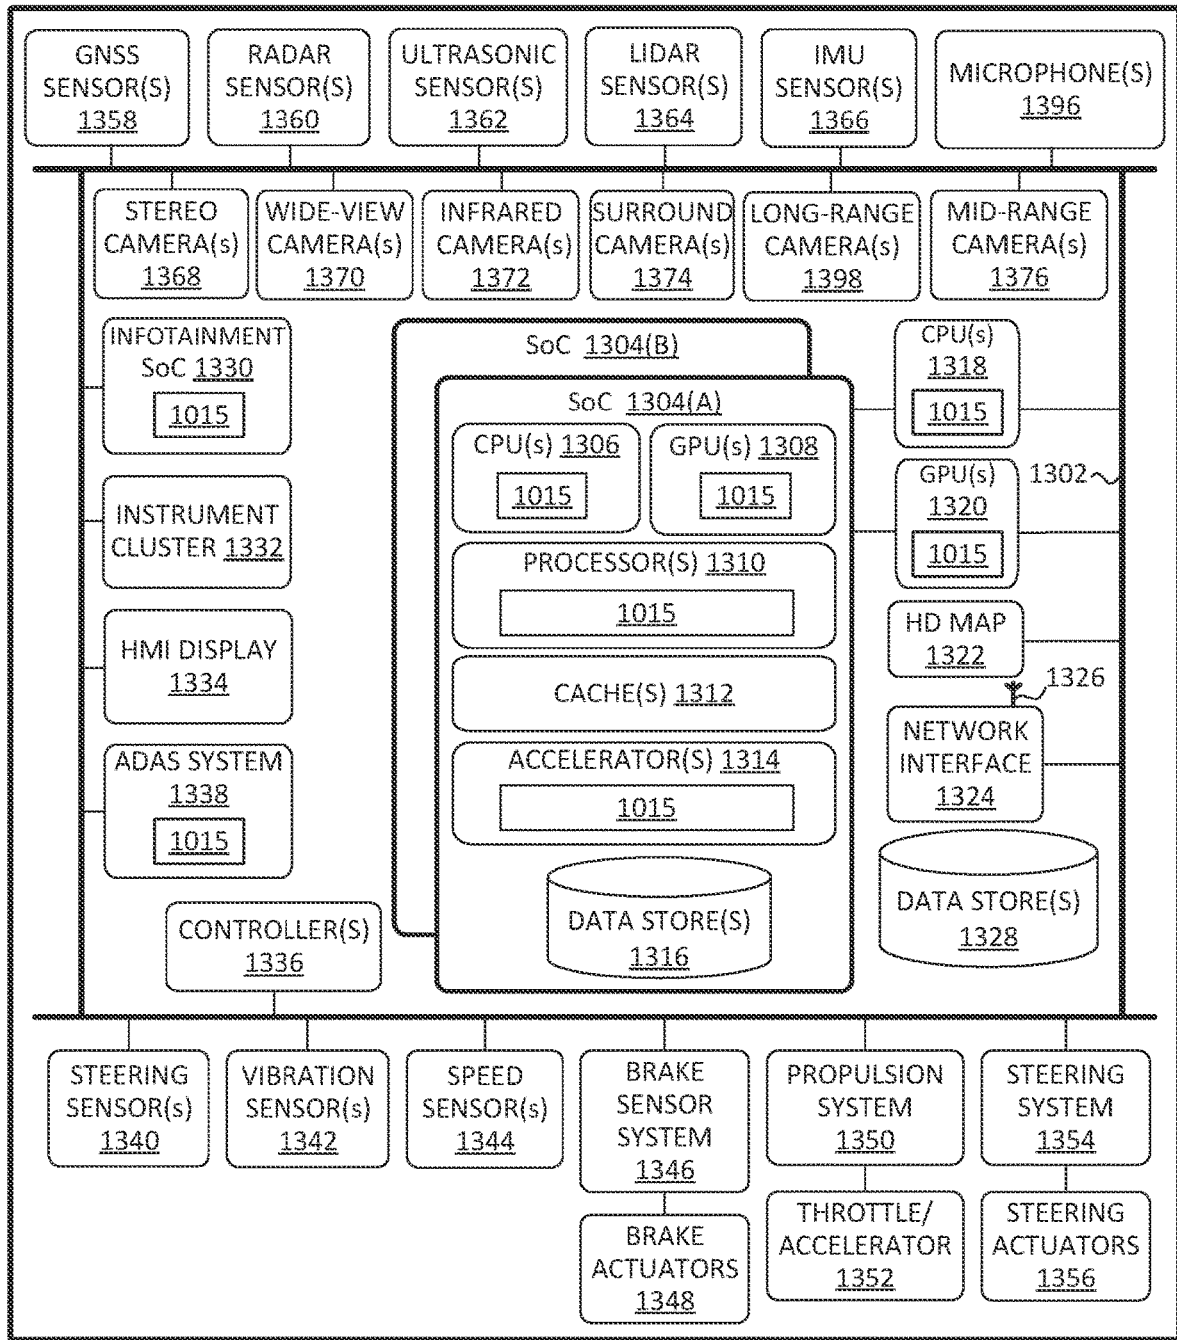 GNSS
SENSOR(S)
1358
RADAR
SENSOR(S)
1360
ULTRASONIC
SENSOR(S)
1362
LIDAR
SENSOR(S)
1364
IMU
SENSOR(S)
1366
MICROPHONE(S)
1396
STEREO
CAMERA(s)
1368
WIDE-VIEW
CAMERA(s)
1370
INFRARED
CAMERA(s)
1372
SURROUND
CAMERA(s)
1374
LONG-RANGE
CAMERA(s)
1398
MID-RANGE
CAMERA(s)
1376
INFOTAINMENT
SoC 1330
1015
INSTRUMENT
CLUSTER 1332
HMI DISPLAY
1334
ADAS SYSTEM
1338
1015
CONTROLLER(S)
1336
SoC 1304(B)
SoC 1304(A)
CPU(s) 1306
1015
GPU(s) 1308
1015
PROCESSOR(S) 1310
1015
CACHE(S) 1312
ACCELERATOR(S) 1314
1015
DATA STORE(S)
1316
CPU(s)
1318
1015
1302
GPU(s)
1320
1015
HD MAP
1322
1326
NETWORK
INTERFACE
1324
DATA STORE(S)
1328
STEERING
SENSOR(s)
1340
VIBRATION
SENSOR(s)
1342
SPEED
SENSOR(s)
1344
BRAKE
SENSOR
SYSTEM
1346
PROPULSION
SYSTEM
1350
STEERING
SYSTEM
1354
BRAKE
ACTUATORS
1348
THROTTLE/
ACCELERATOR
1352
STEERING
ACTUATORS
1356